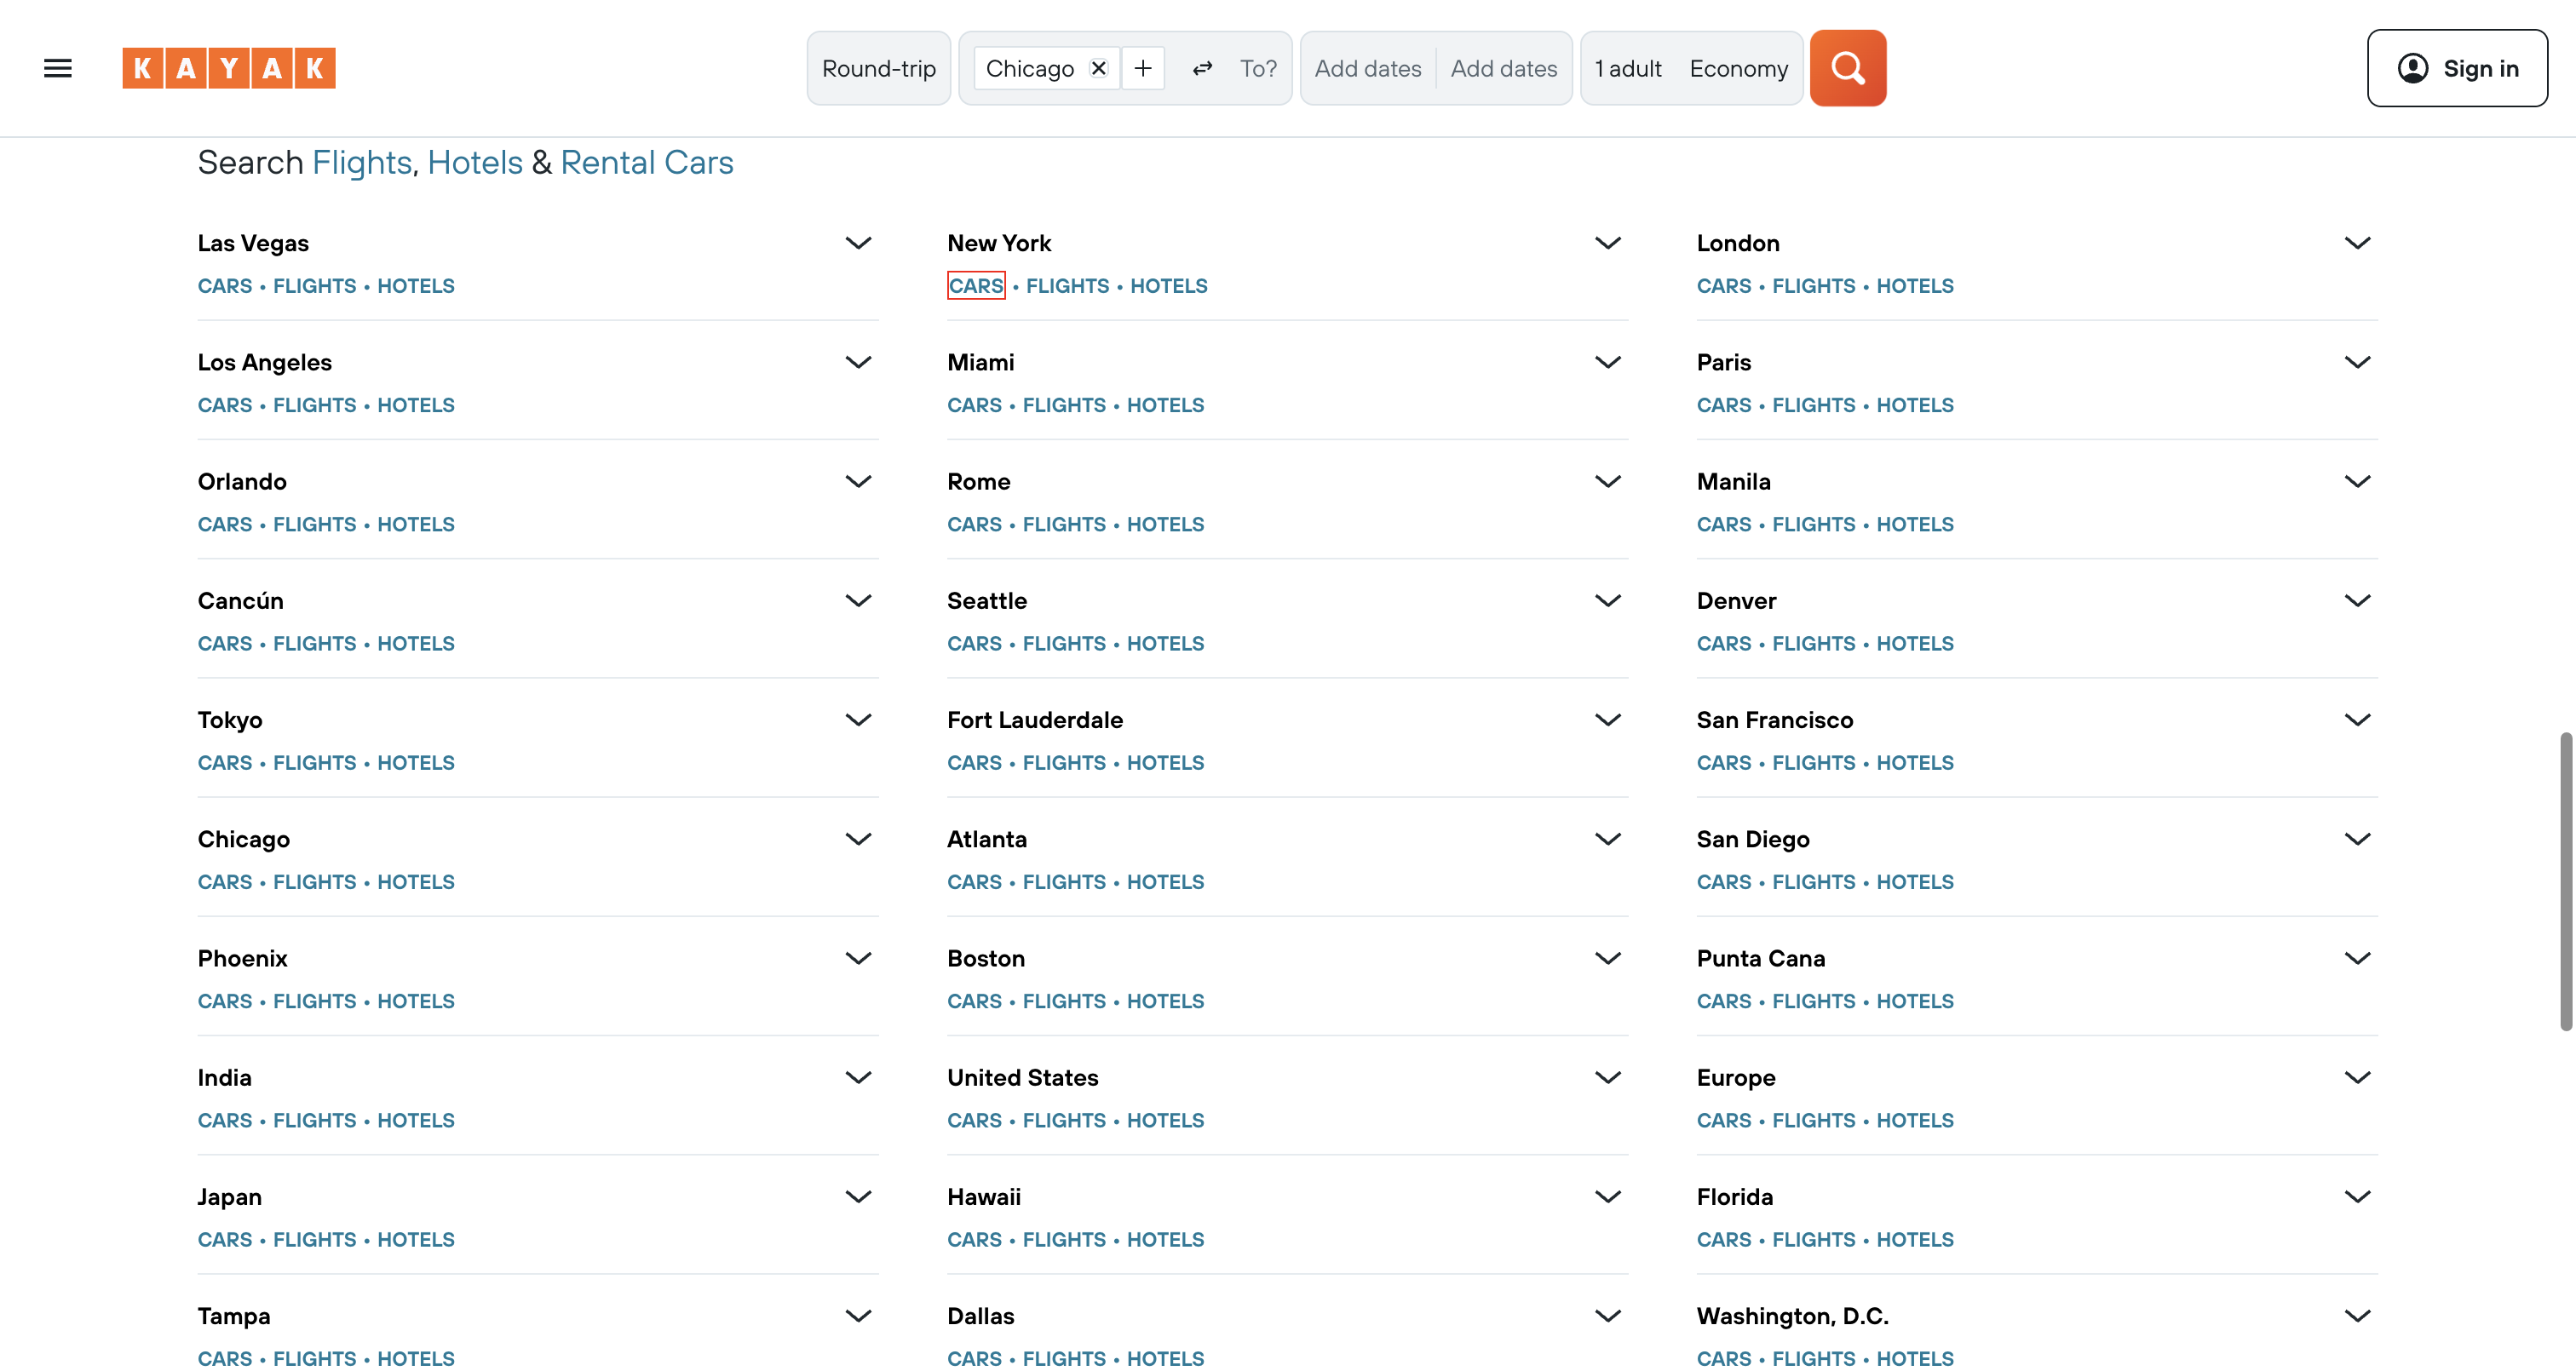 KAYAK
Round-trip
Chicago
To?
Add dates
Add dates
1 adult
Economy
Sign in
Search Flights, Hotels & Rental Cars
Las Vegas
CARS • FLIGHTS • HOTELS
New York
CARS • FLIGHTS • HOTELS
London
CARS • FLIGHTS • HOTELS
Los Angeles
CARS • FLIGHTS • HOTELS
Miami
CARS • FLIGHTS • HOTELS
Paris
CARS • FLIGHTS • HOTELS
Orlando
CARS • FLIGHTS • HOTELS
Rome
CARS • FLIGHTS • HOTELS
Manila
CARS • FLIGHTS • HOTELS
Cancún
CARS • FLIGHTS • HOTELS
Seattle
CARS • FLIGHTS • HOTELS
Denver
CARS • FLIGHTS • HOTELS
Tokyo
CARS • FLIGHTS • HOTELS
Fort Lauderdale
CARS • FLIGHTS • HOTELS
San Francisco
CARS • FLIGHTS • HOTELS
Chicago
CARS • FLIGHTS • HOTELS
Atlanta
CARS • FLIGHTS • HOTELS
San Diego
CARS • FLIGHTS • HOTELS
Phoenix
CARS • FLIGHTS • HOTELS
Boston
CARS • FLIGHTS • HOTELS
Punta Cana
CARS • FLIGHTS • HOTELS
India
CARS • FLIGHTS • HOTELS
United States
CARS • FLIGHTS • HOTELS
Europe
CARS • FLIGHTS • HOTELS
Japan
CARS • FLIGHTS • HOTELS
Hawaii
CARS • FLIGHTS • HOTELS
Florida
CARS • FLIGHTS • HOTELS
Tampa
CARS • FLIGHTS • HOTELS
Dallas
CARS • FLIGHTS • HOTELS
Washington, D.C.
CARS • FLIGHTS • HOTELS